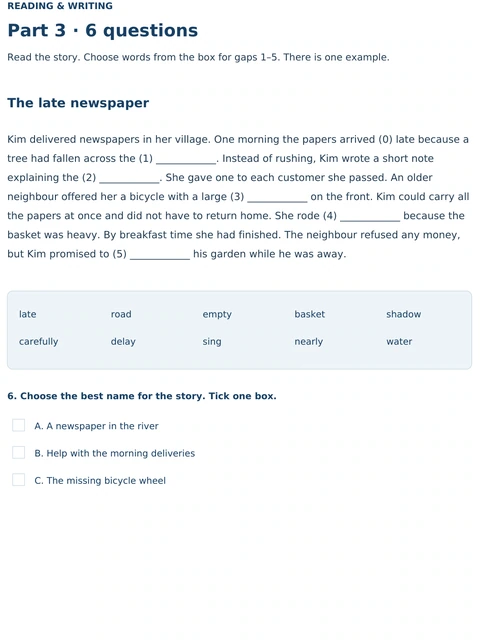 READING & WRITING
Part 3 · 6 questions
Read the story. Choose words from the box for gaps 1–5. There is one example.
The late newspaper
Kim delivered newspapers in her village. One morning the papers arrived (0) late because a
tree had fallen across the (1) ____________. Instead of rushing, Kim wrote a short note
explaining the (2) ____________. She gave one to each customer she passed. An older
neighbour offered her a bicycle with a large (3) ____________ on the front. Kim could carry all
the papers at once and did not have to return home. She rode (4) ____________ because the
basket was heavy. By breakfast time she had finished. The neighbour refused any money,
but Kim promised to (5) ____________ his garden while he was away.
late road empty basket shadow
carefully delay sing nearly water
6. Choose the best name for the story. Tick one box.
A. A newspaper in the river
B. Help with the morning deliveries
C. The missing bicycle wheel